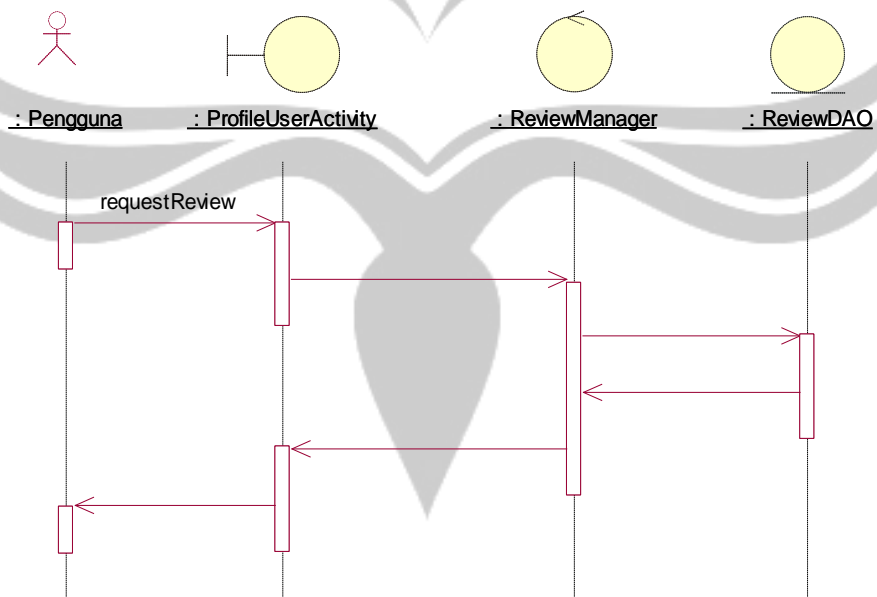 : Pengguna
: ProfileUserActivity
: ReviewManager
: ReviewDAO
requestReview